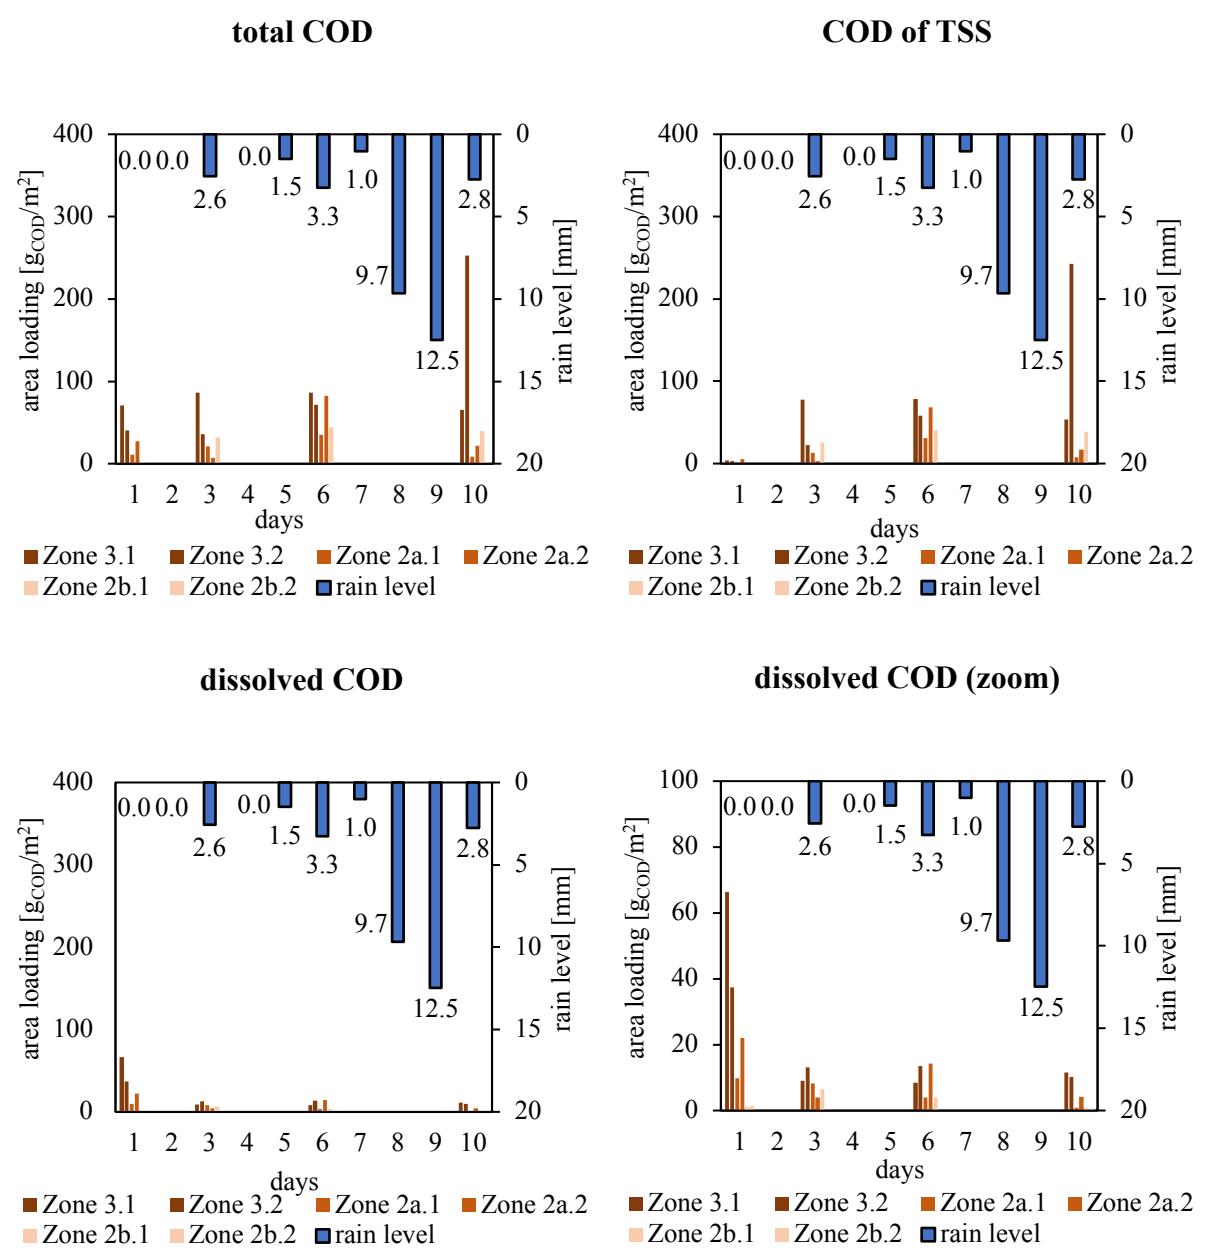 total COD
400
300
200
100
0
area loading [gCOD/m²]
0
5
10
15
20
rain level [mm]
0.0 0.0
2.6
0.0
1.5
3.3
1.0
9.7
12.5
2.8
1 2 3 4 5 6 7 8 9 10
days
Zone 3.1 Zone 3.2 Zone 2a.1 Zone 2a.2
Zone 2b.1 Zone 2b.2 rain level
COD of TSS
400
300
200
100
0
area loading [gCOD/m²]
0
5
10
15
20
rain level [mm]
0.0 0.0
2.6
0.0
1.5
3.3
1.0
9.7
12.5
2.8
1 2 3 4 5 6 7 8 9 10
days
Zone 3.1 Zone 3.2 Zone 2a.1 Zone 2a.2
Zone 2b.1 Zone 2b.2 rain level
dissolved COD
400
300
200
100
0
area loading [gCOD/m²]
0
5
10
15
20
rain level [mm]
0.0 0.0
2.6
0.0
1.5
3.3
1.0
9.7
12.5
2.8
1 2 3 4 5 6 7 8 9 10
days
Zone 3.1 Zone 3.2 Zone 2a.1 Zone 2a.2
Zone 2b.1 Zone 2b.2 rain level
dissolved COD (zoom)
100
80
60
40
20
0
area loading [gCOD/m²]
0
5
10
15
20
rain level [mm]
0.0 0.0
2.6
0.0
1.5
3.3
1.0
9.7
12.5
2.8
1 2 3 4 5 6 7 8 9 10
days
Zone 3.1 Zone 3.2 Zone 2a.1 Zone 2a.2
Zone 2b.1 Zone 2b.2 rain level